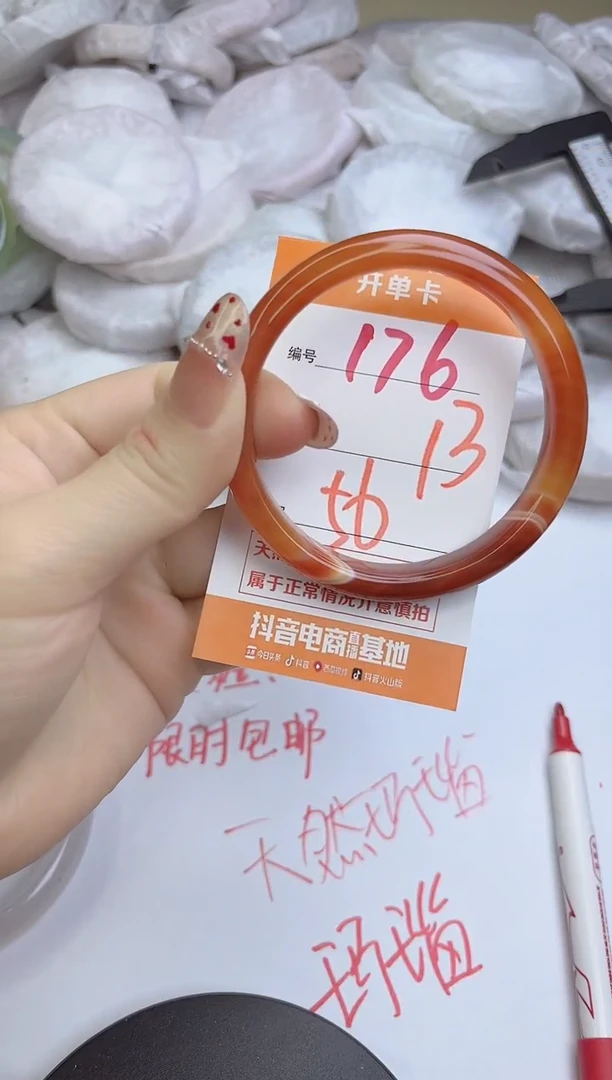 开单卡
编号 176
13
56
天然
属于正常情况介意慎拍
抖音电商直播基地
今日头条 抖音 西瓜视频 抖音火山版
限时包邮
天然玛瑙
玛瑙